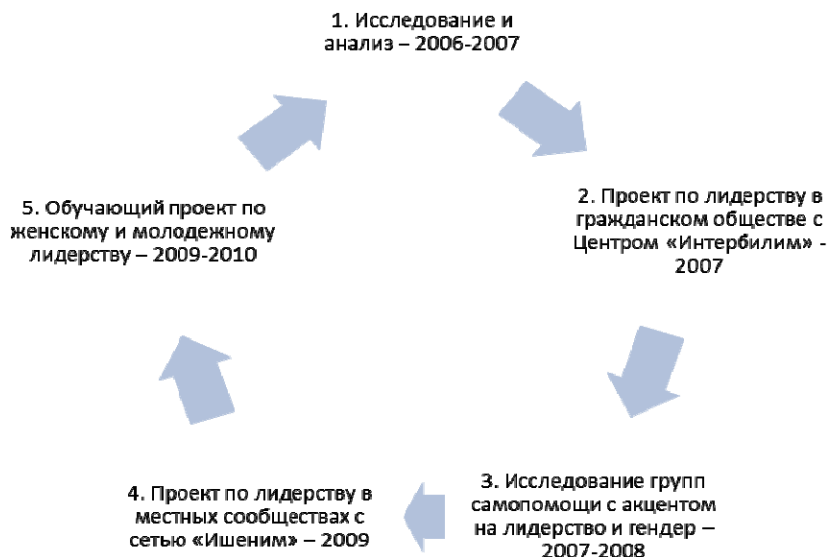 1. Исследование и
анализ – 2006-2007
2. Проект по лидерству в
гражданском обществе с
Центром «Интербилим» -
2007
3. Исследование групп
самопомощи с акцентом
на лидерство и гендер –
2007-2008
4. Проект по лидерству в
местных сообществах с
сетью «Ишеним» – 2009
5. Обучающий проект по
женскому и молодежному
лидерству – 2009-2010